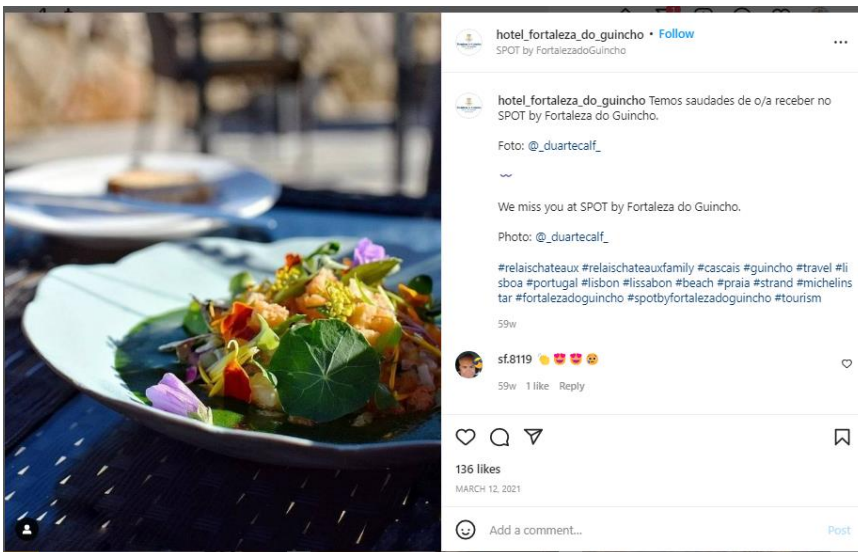 hotel_fortaleza_do_guincho • Follow
SPOT by FortalezadoGuincho
hotel_fortaleza_do_guincho Temos saudades de o/a receber no
SPOT by Fortaleza do Guincho.
Foto: @_duartecalf_
We miss you at SPOT by Fortaleza do Guincho.
Photo: @_duartecalf_
#relaischateaux #relaischateauxfamily #cascais #guincho #travel #li
sboa #portugal #lisbon #lissabon #beach #praia #strand #michelins
tar #fortalezadoguincho #spotbyfortalezadoguincho #tourism
59w
sf.8119 👏😍😍😢
59w 1 like Reply
136 likes
MARCH 12, 2021
Add a comment...
Post